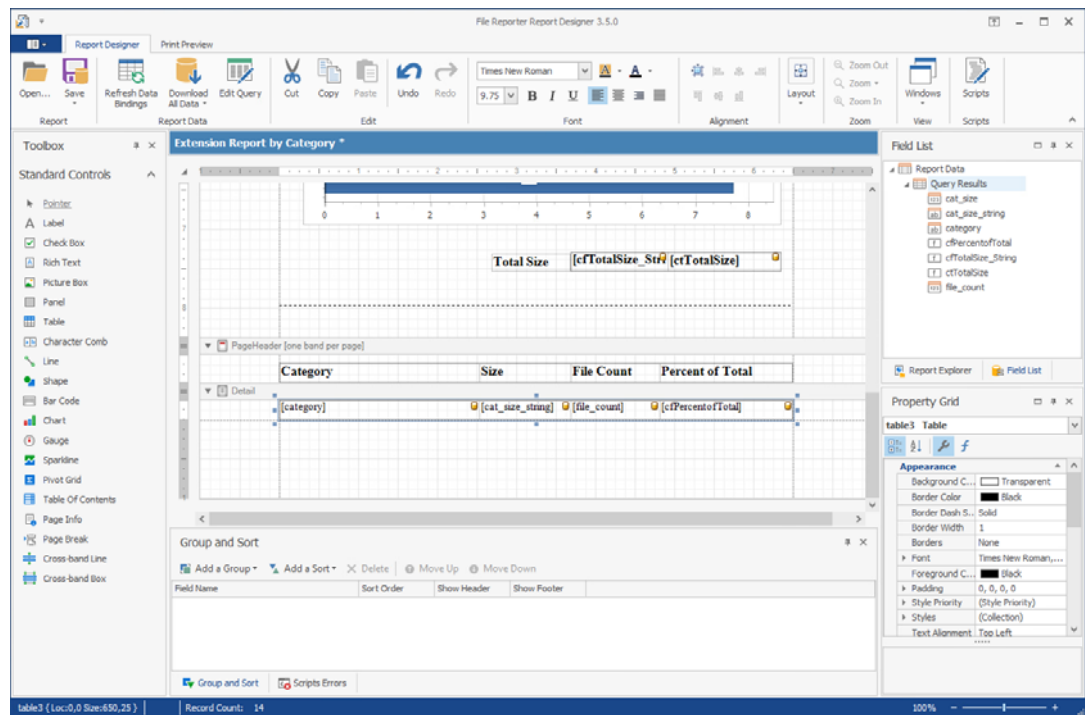 File Reporter Report Designer 3.5.0
Report Designer Print Preview
Open... Save Refresh Data Bindings Download All Data Edit Query Cut Copy Paste Undo Redo Times New Roman 9.75 B I U Layout Zoom Out Zoom Zoom In Windows Scripts
Report Report Data Edit Font Alignment Zoom View Scripts
Toolbox
Standard Controls
Pointer
Label
Check Box
Rich Text
Picture Box
Panel
Table
Character Comb
Line
Shape
Bar Code
Chart
Gauge
Sparkline
Pivot Grid
Table Of Contents
Page Info
Page Break
Cross-band Line
Cross-band Box
Extension Report by Category *
1 2 3 4 5 6 7
0 1 2 3 4 5 6 7 8
7
8
Total Size [cfTotalSize_Stri [ctTotalSize]
PageHeader [one band per page]
Category Size File Count Percent of Total
Detail
[category] [cat_size_string] [file_count] [cfPercentofTotal]
Group and Sort
Add a Group Add a Sort Delete Move Up Move Down
Field Name Sort Order Show Header Show Footer
Group and Sort Scripts Errors
Field List
Report Data
Query Results
cat_size
cat_size_string
category
cfPercentofTotal
cfTotalSize_String
ctTotalSize
file_count
Report Explorer Field List
Property Grid
table3 Table
Appearance
Background C... Transparent
Border Color Black
Border Dash S... Solid
Border Width 1
Borders None
Font Times New Roman,...
Foreground C... Black
Padding 0, 0, 0, 0
Style Priority (Style Priority)
Styles (Collection)
Text Alignment Top Left
table3 { Loc:0,0 Size:650,25 } Record Count: 14 100%